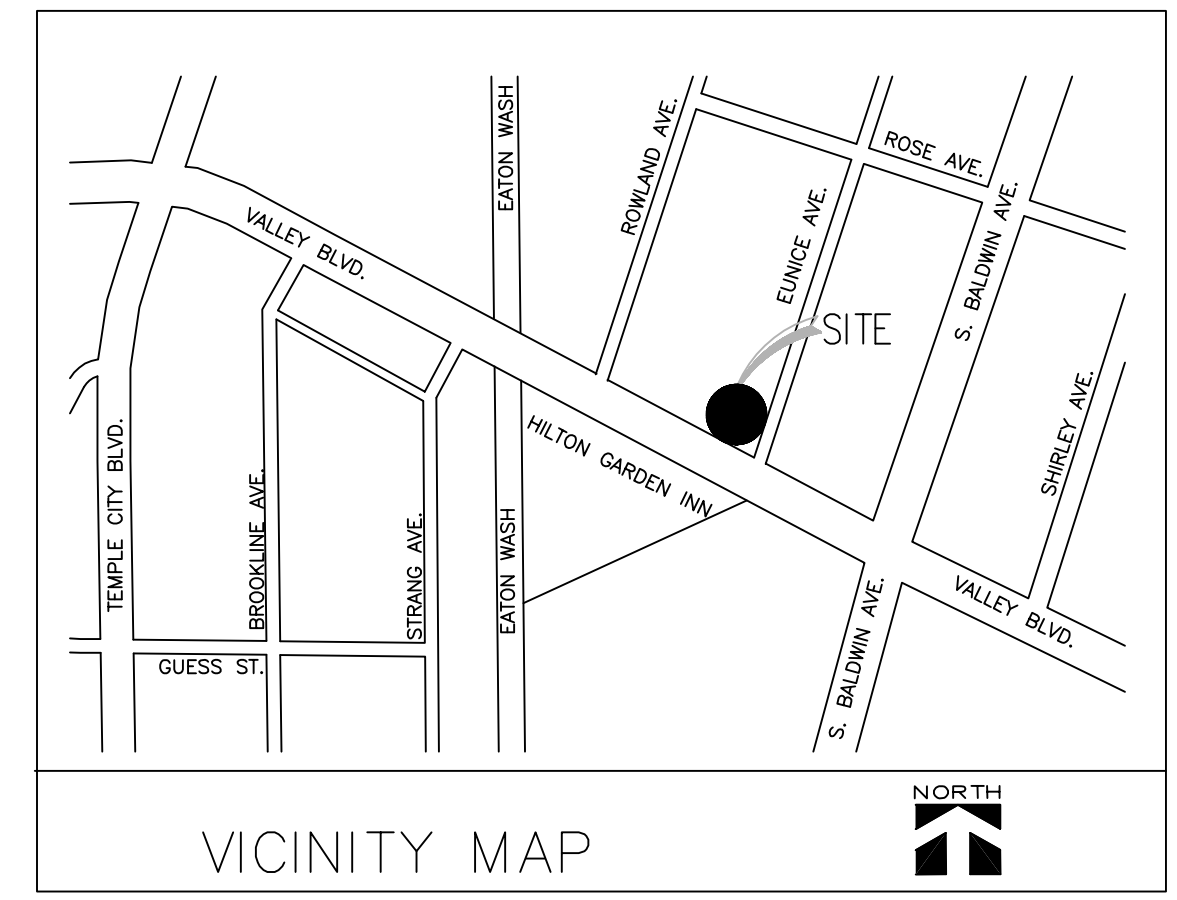 EATON WASH
ROWLAND AVE.
ROSE AVE.
VALLEY BLVD.
EUNICE AVE.
S. BALDWIN AVE.
SITE
SHIRLEY AVE.
HILTON GARDEN INN
TEMPLE CITY BLVD.
BROOKLINE AVE.
STRANG AVE.
EATON WASH
VALLEY BLVD.
S. BALDWIN AVE.
GUESS ST.
VICINITY MAP
NORTH